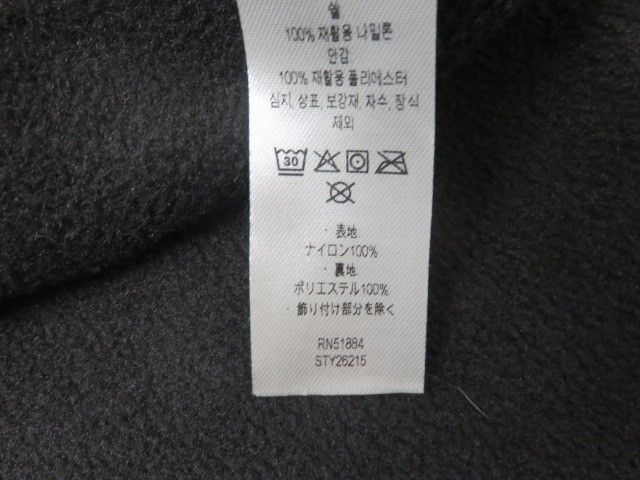 쉘
100% 재활용 나일론
안감
100% 재활용 폴리에스터
심지, 상표, 보강재, 자수, 장식
제외
30
・表地
ナイロン100%
・裏地
ポリエステル100%
・飾り付け部分を除く
RN51884
STY26215